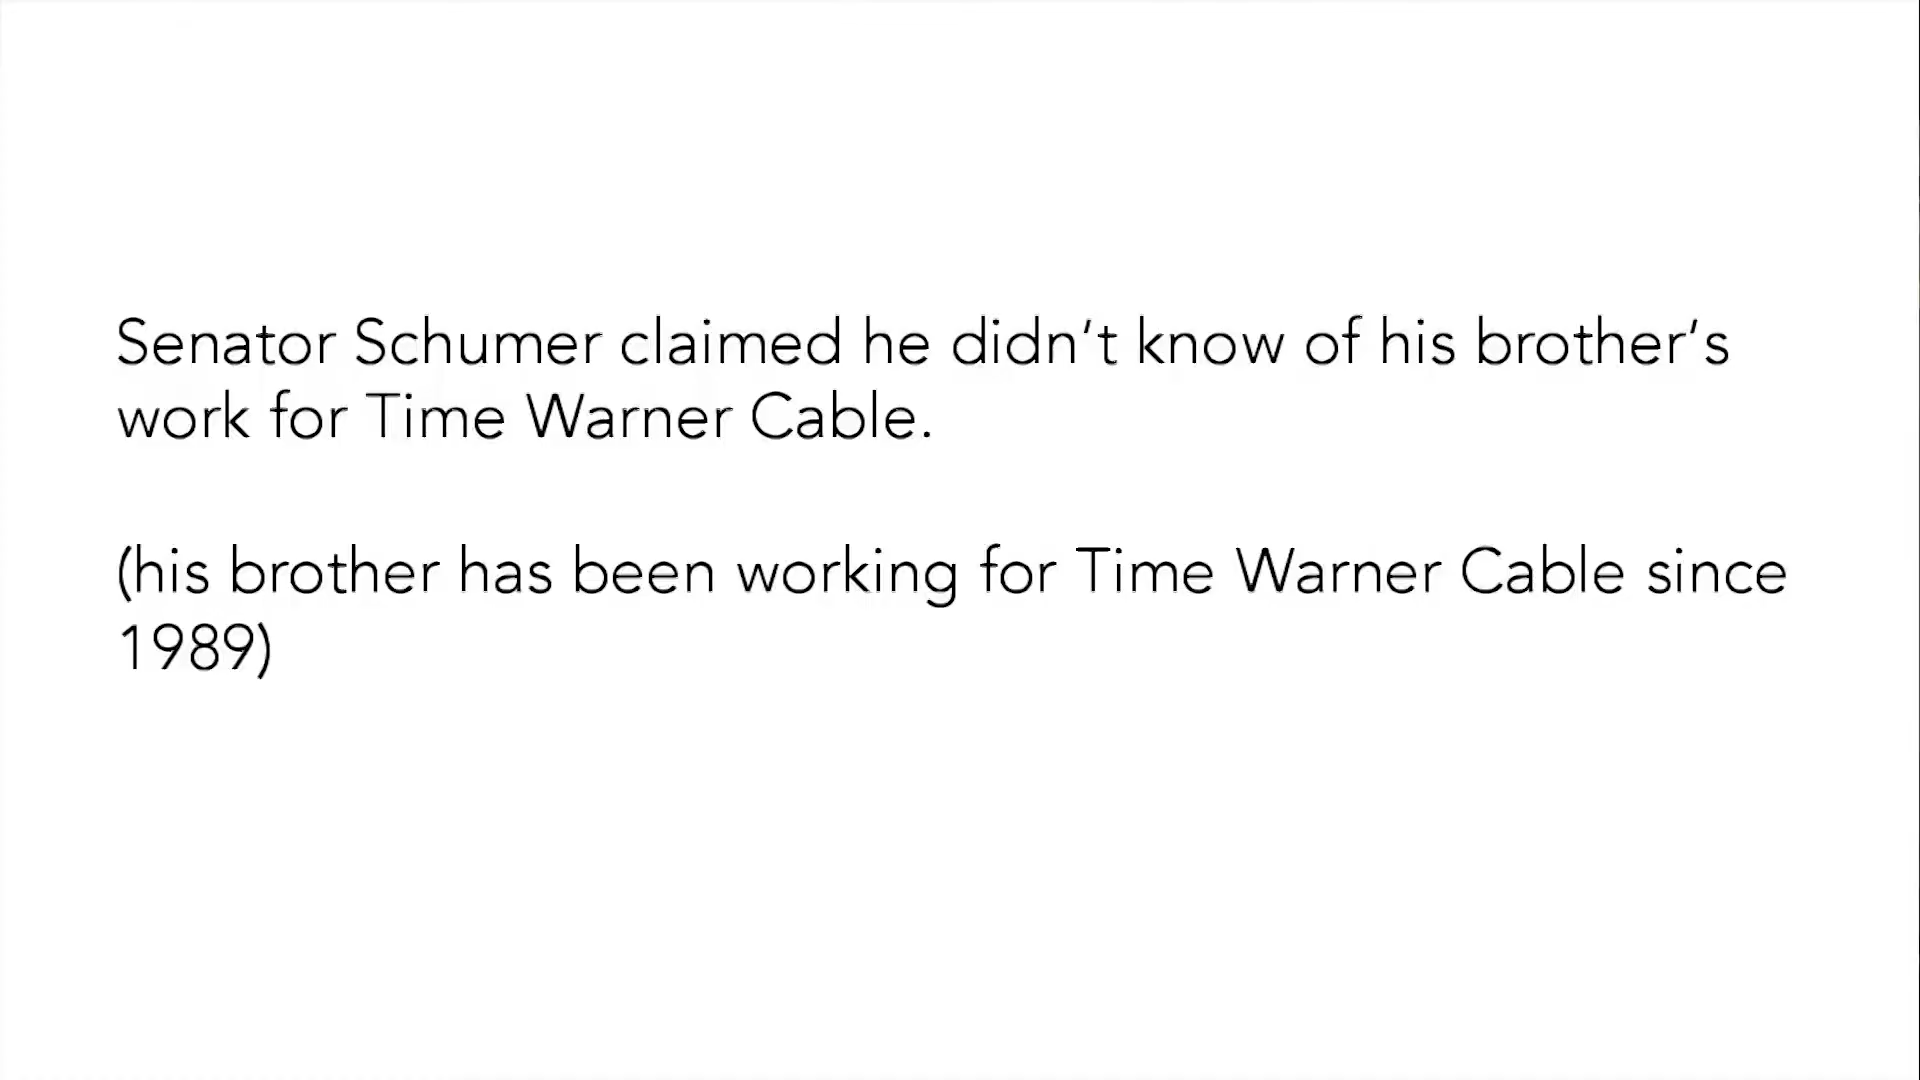 Senator Schumer claimed he didn't know of his brother's
work for Time Warner Cable.
(his brother has been working for Time Warner Cable since
1989)